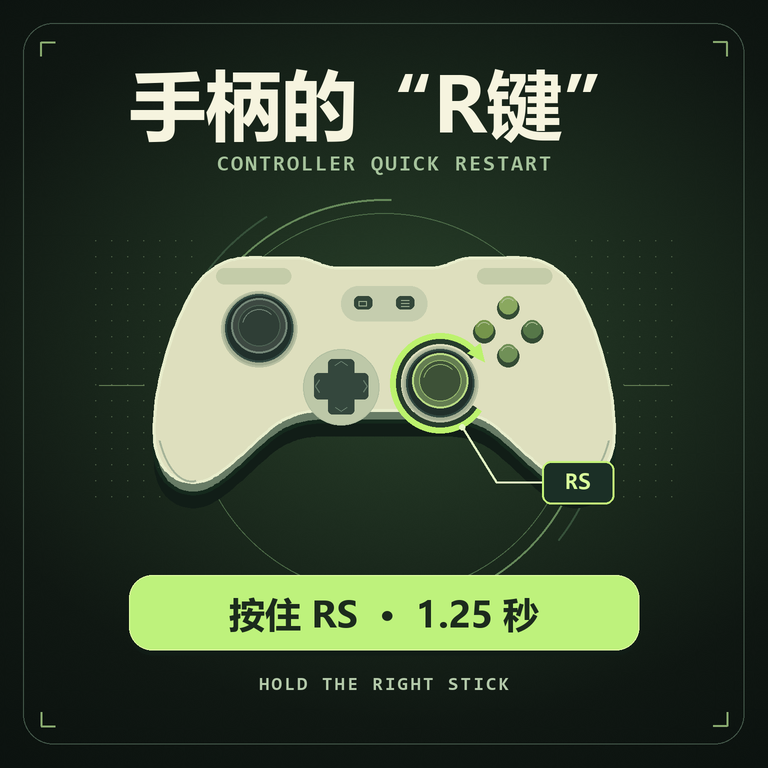 手柄的“R键”
CONTROLLER QUICK RESTART
RS
按住 RS • 1.25 秒
HOLD THE RIGHT STICK